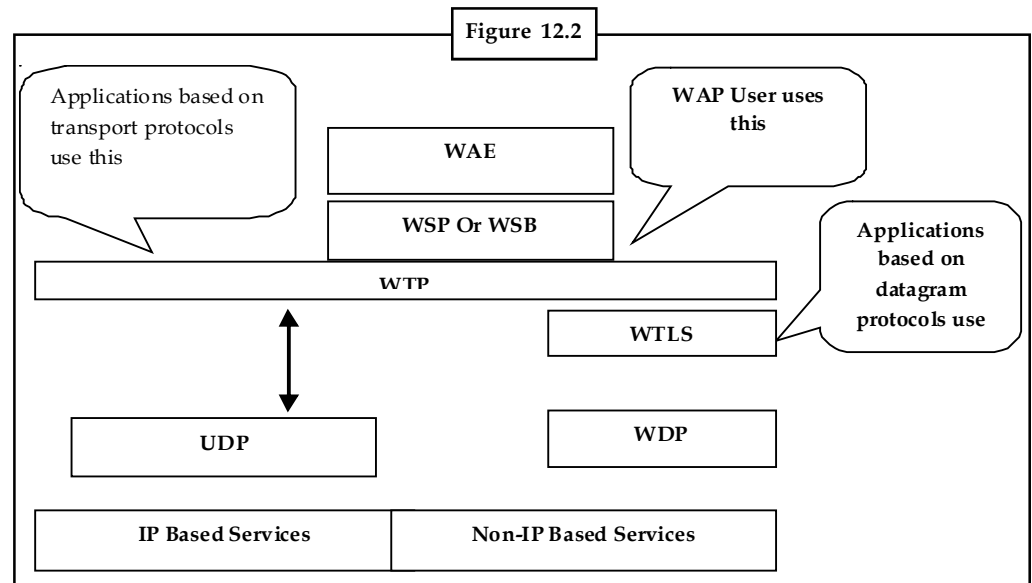 Figure 12.2
Applications based on
transport protocols
use this
WAP User uses
this
WAE
WSP Or WSB
Applications
based on
datagram
protocols use
WTP
WTLS
UDP
WDP
IP Based Services
Non-IP Based Services